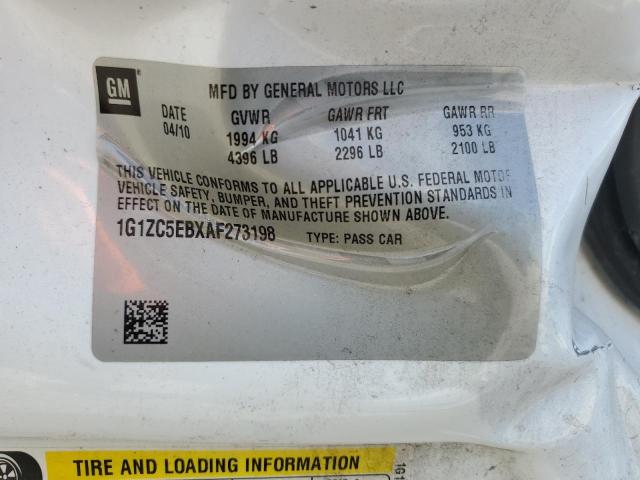 GM
MFD BY GENERAL MOTORS LLC
DATE GVWR GAWR FRT GAWR RR
04/10 1994 KG 1041 KG 953 KG
4396 LB 2296 LB 2100 LB
THIS VEHICLE CONFORMS TO ALL APPLICABLE U.S. FEDERAL MOTOR
VEHICLE SAFETY, BUMPER, AND THEFT PREVENTION STANDARDS IN
EFFECT ON THE DATE OF MANUFACTURE SHOWN ABOVE.
1G1ZC5EBXAF273198 TYPE: PASS CAR
TIRE AND LOADING INFORMATION
1G1